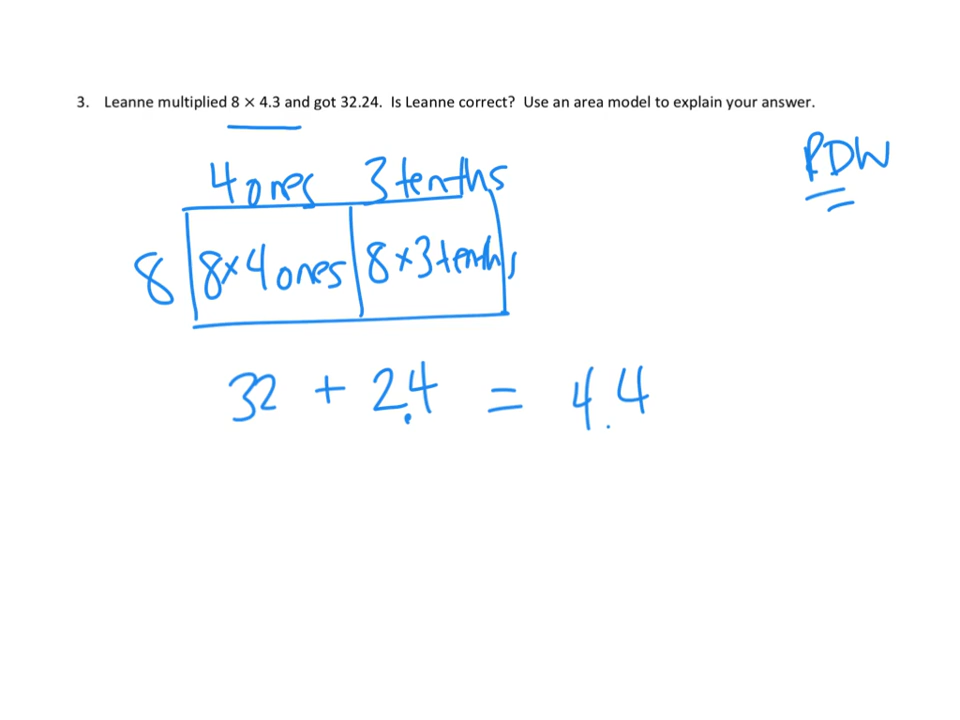 3. Leanne multiplied 8 × 4.3 and got 32.24. Is Leanne correct? Use an area model to explain your answer.
RDW
4 ones 3 tenths
8 8×4 ones 8×3 tenths
32 + 2.4 = 4.4